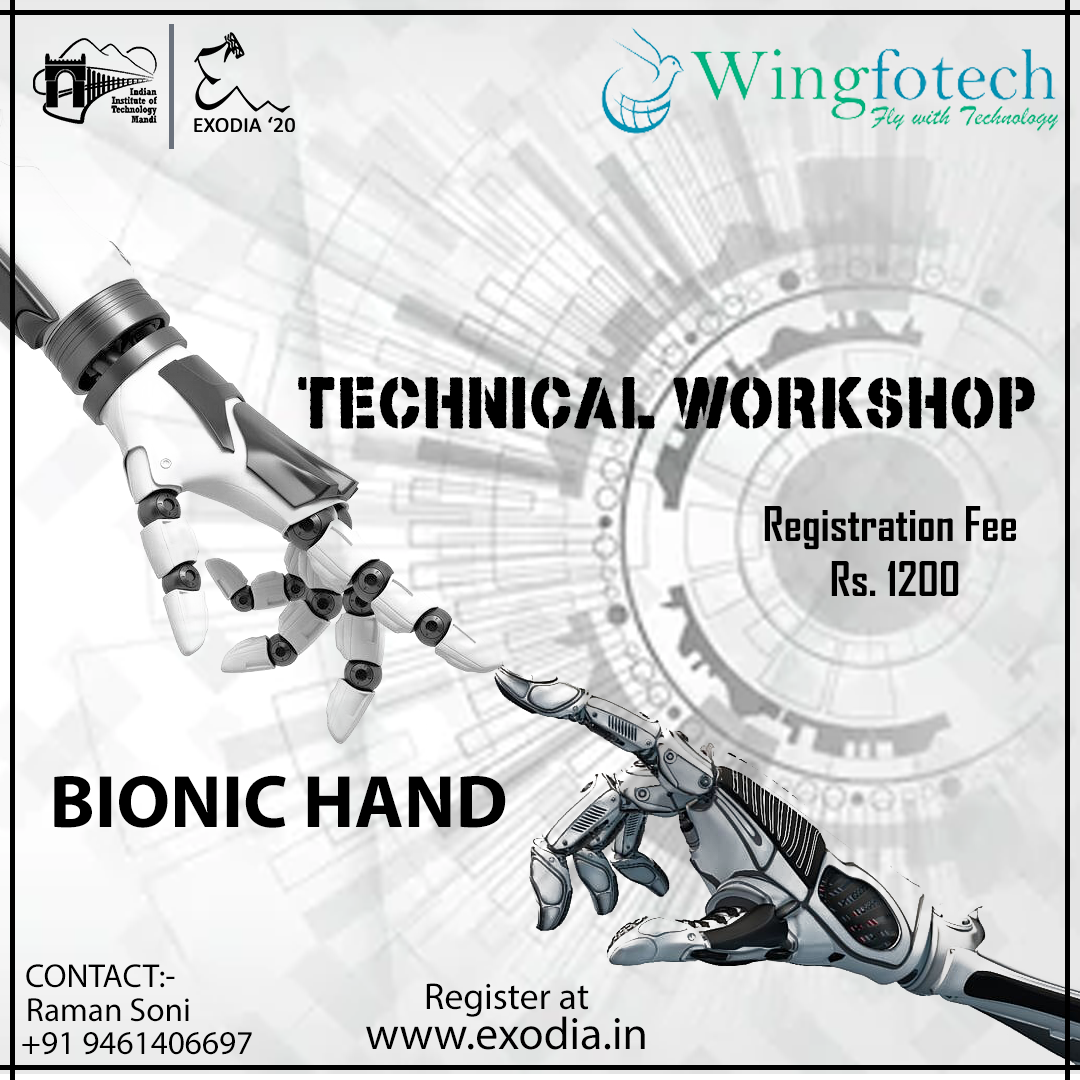 Indian
Institute of
Technology
Mandi
EXODIA '20
Wingfotech
Fly with Technology
TECHNICAL WORKSHOP
Registration Fee
Rs. 1200
BIONIC HAND
CONTACT:-
Raman Soni
+91 9461406697
Register at
www.exodia.in